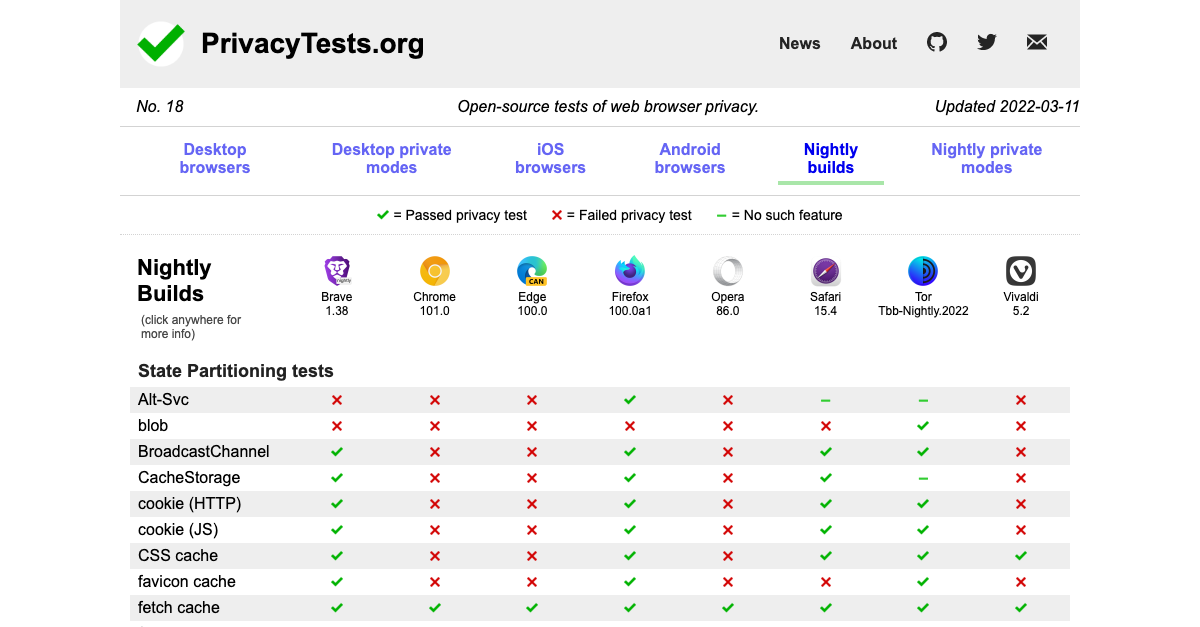 PrivacyTests.org
News About
No. 18 Open-source tests of web browser privacy. Updated 2022-03-11
Desktop browsers Desktop private modes iOS browsers Android browsers Nightly builds Nightly private modes
✓ = Passed privacy test ✕ = Failed privacy test – = No such feature
Nightly Builds
(click anywhere for more info)
Brave 1.38 Chrome 101.0 Edge 100.0 Firefox 100.0a1 Opera 86.0 Safari 15.4 Tor Tbb-Nightly.2022 Vivaldi 5.2
State Partitioning tests
Alt-Svc ✕ ✕ ✕ ✓ ✕ – – ✕
blob ✕ ✕ ✕ ✕ ✕ ✕ ✓ ✕
BroadcastChannel ✓ ✕ ✕ ✓ ✕ ✓ ✓ ✕
CacheStorage ✓ ✕ ✕ ✓ ✕ ✓ – ✕
cookie (HTTP) ✓ ✕ ✕ ✓ ✕ ✓ ✓ ✕
cookie (JS) ✓ ✕ ✕ ✓ ✕ ✓ ✓ ✕
CSS cache ✓ ✕ ✕ ✓ ✕ ✓ ✓ ✓
favicon cache ✓ ✕ ✕ ✓ ✕ ✕ ✓ ✕
fetch cache ✓ ✓ ✓ ✓ ✓ ✓ ✓ ✓